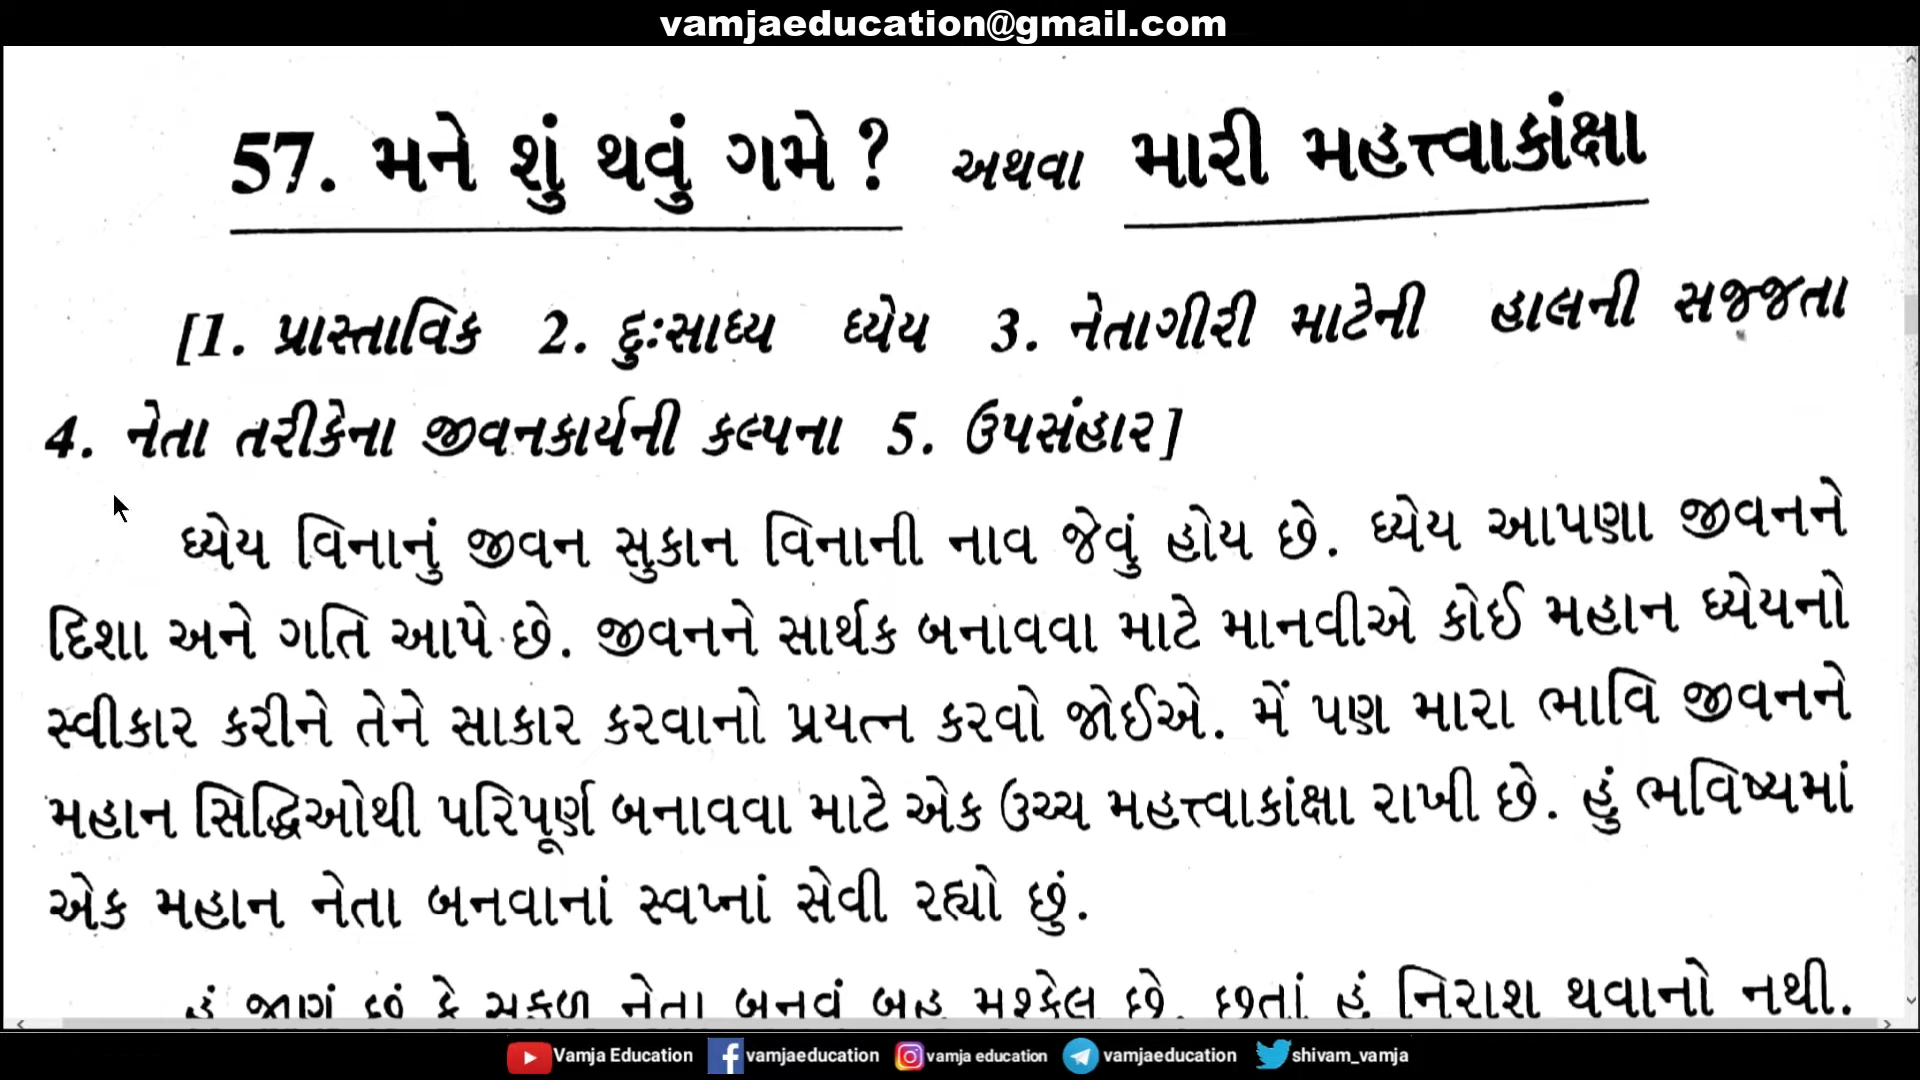 vamjaeducation@gmail.com
57. મને શું થવું ગમે ? અથવા મારી મહત્ત્વાકાંક્ષા
[1. પ્રાસ્તાવિક 2. દુઃસાધ્ય ધ્યેય 3. નેતાગીરી માટેની હાલની સજ્જતા
4. નેતા તરીકેના જીવનકાર્યની કલ્પના 5. ઉપસંહાર]
ધ્યેય વિનાનું જીવન સુકાન વિનાની નાવ જેવું હોય છે. ધ્યેય આપણા જીવનને
દિશા અને ગતિ આપે છે. જીવનને સાર્થક બનાવવા માટે માનવીએ કોઈ મહાન ધ્યેયનો
સ્વીકાર કરીને તેને સાકાર કરવાનો પ્રયત્ન કરવો જોઈએ. મેં પણ મારા ભાવિ જીવનને
મહાન સિદ્ધિઓથી પરિપૂર્ણ બનાવવા માટે એક ઉચ્ચ મહત્ત્વાકાંક્ષા રાખી છે. હું ભવિષ્યમાં
એક મહાન નેતા બનવાનાં સ્વપ્નાં સેવી રહ્યો છું.
હું જાણું છું કે સફળ નેતા બનવું બહુ મુશ્કેલ છે. છતાં હું નિરાશ થવાનો નથી.
Vamja Education vamjaeducation vamja education vamjaeducation shivam_vamja